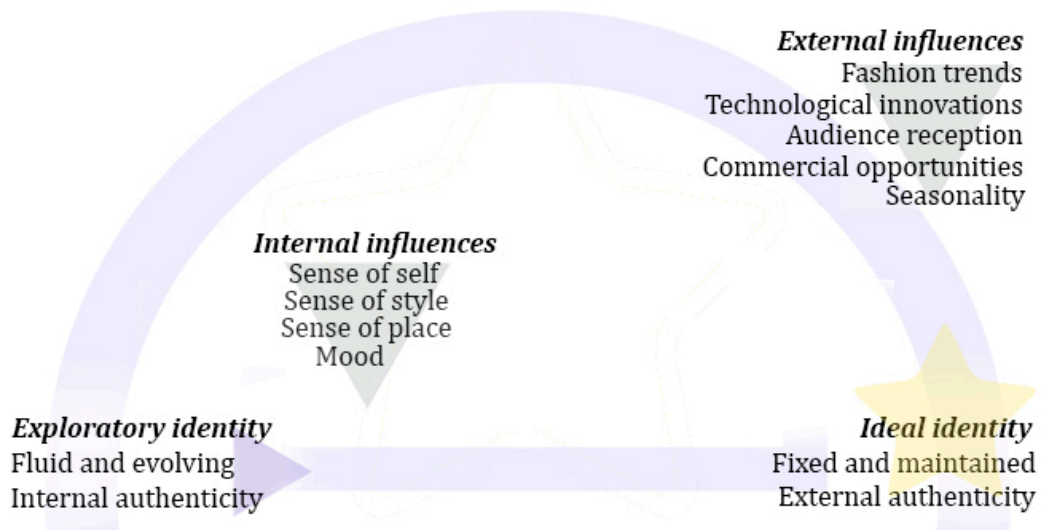 External influences
Fashion trends
Technological innovations
Audience reception
Commercial opportunities
Seasonality
Internal influences
Sense of self
Sense of style
Sense of place
Mood
Exploratory identity
Fluid and evolving
Internal authenticity
Ideal identity
Fixed and maintained
External authenticity